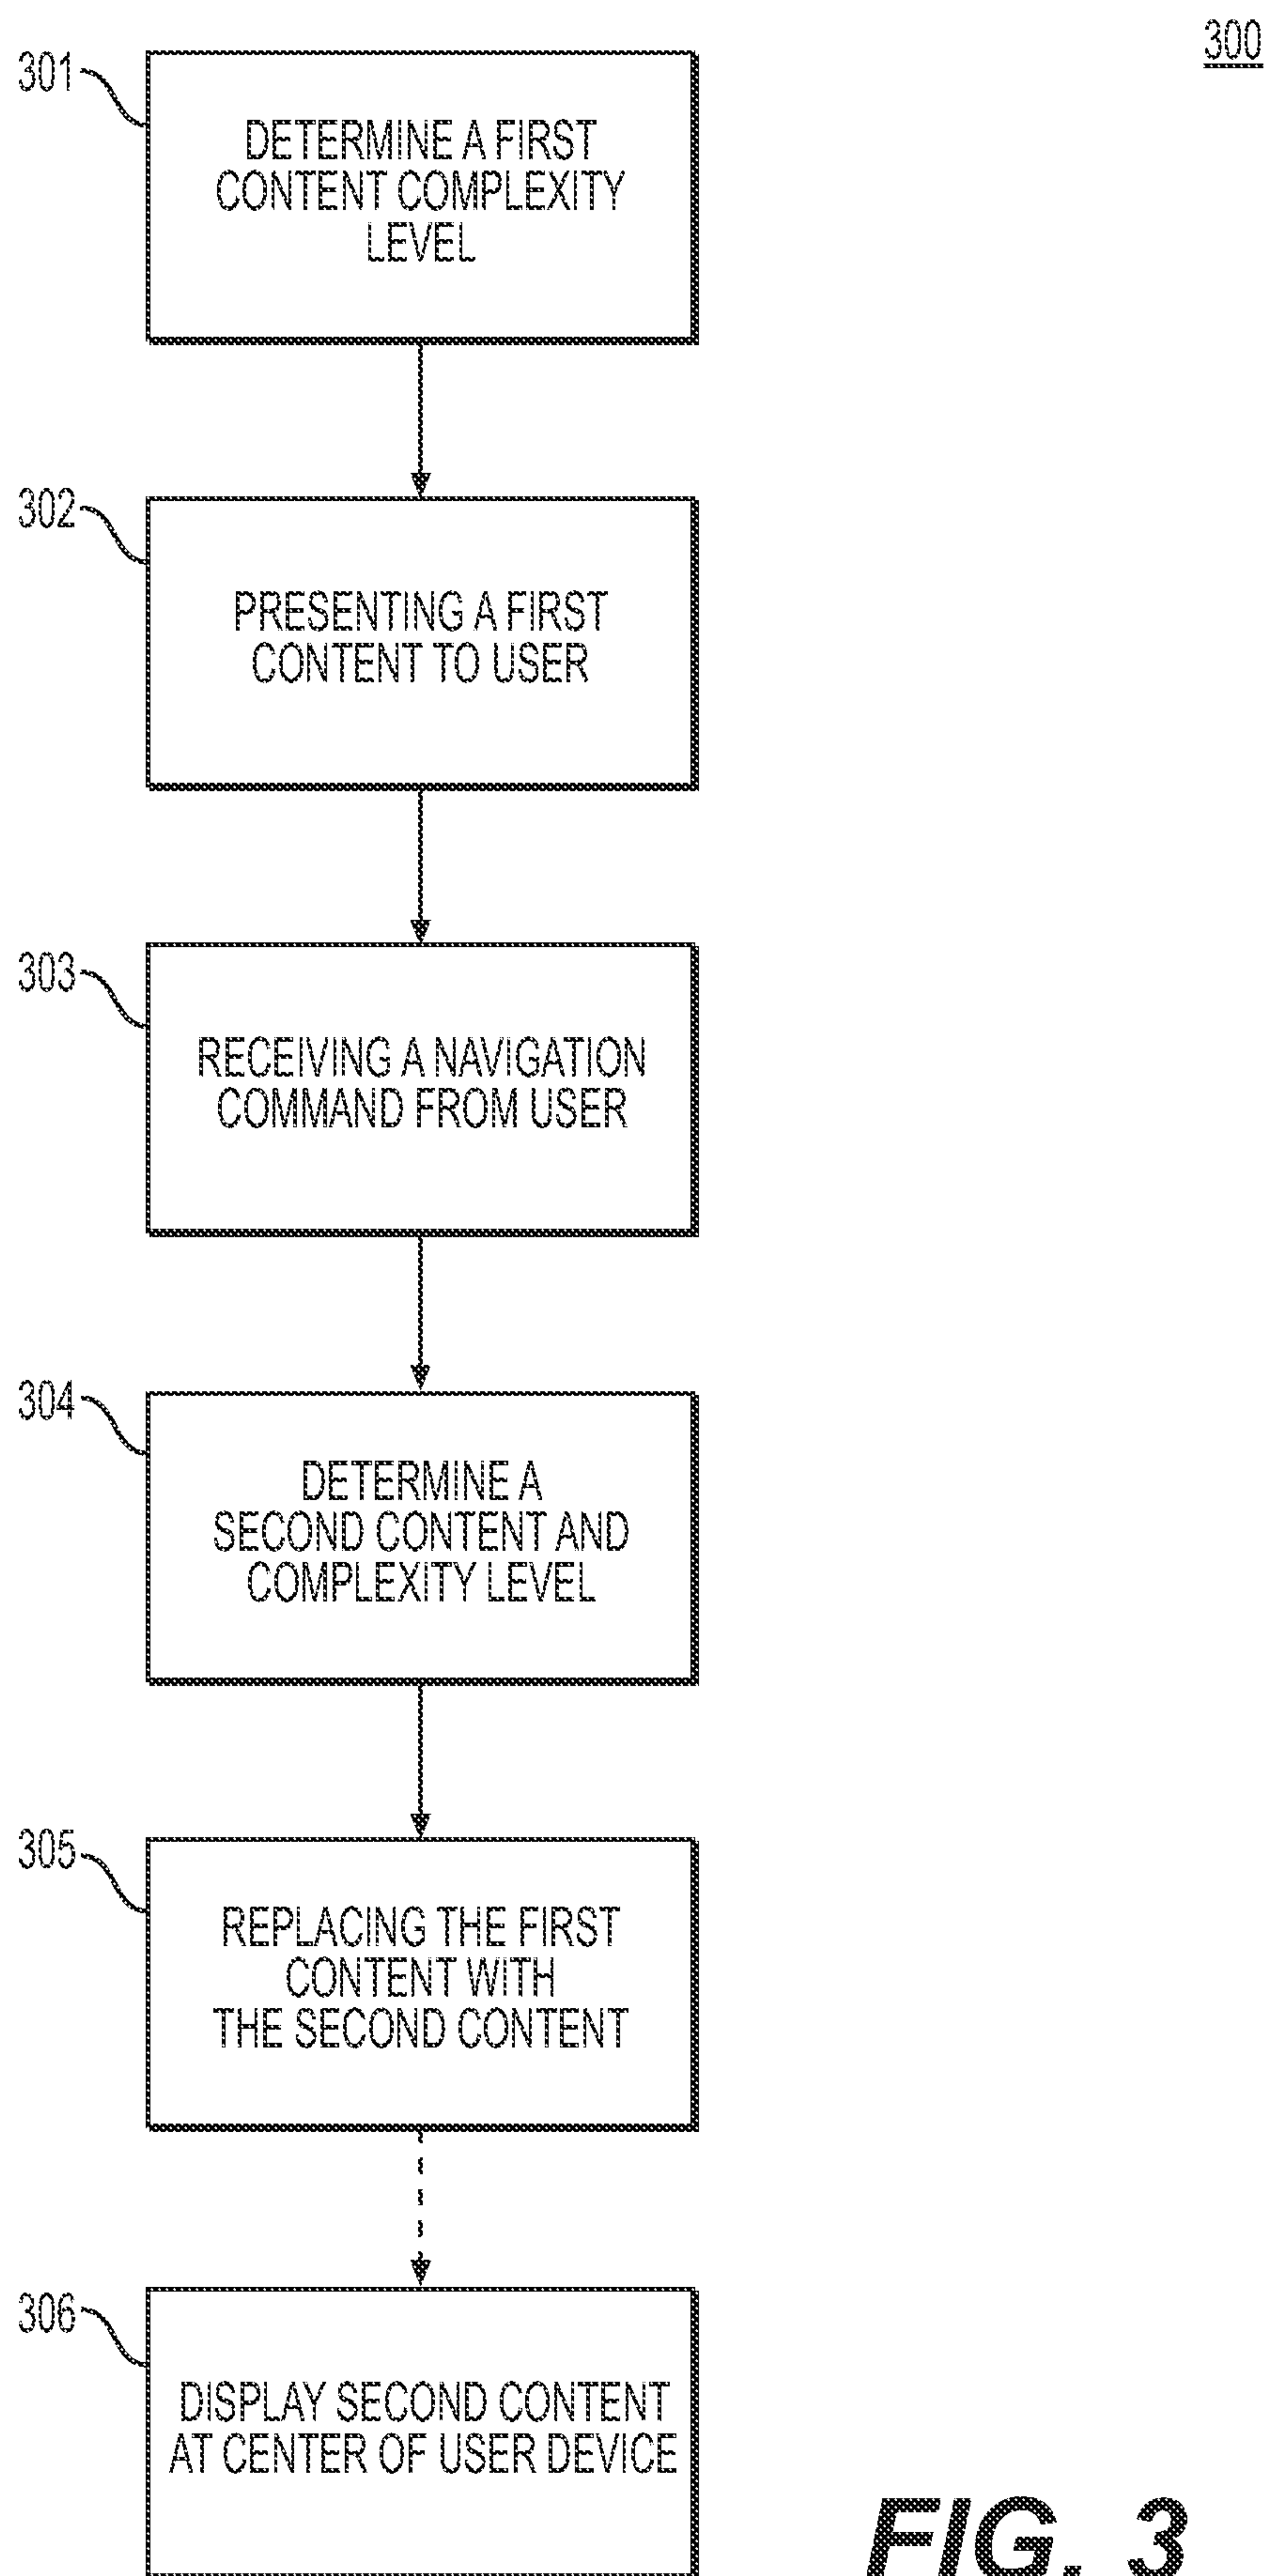 300
301
DETERMINE A FIRST
CONTENT COMPLEXITY
LEVEL
302
PRESENTING A FIRST
CONTENT TO USER
303
RECEIVING A NAVIGATION
COMMAND FROM USER
304
DETERMINE A
SECOND CONTENT AND
COMPLEXITY LEVEL
305
REPLACING THE FIRST
CONTENT WITH
THE SECOND CONTENT
306
DISPLAY SECOND CONTENT
AT CENTER OF USER DEVICE
FIG. 3